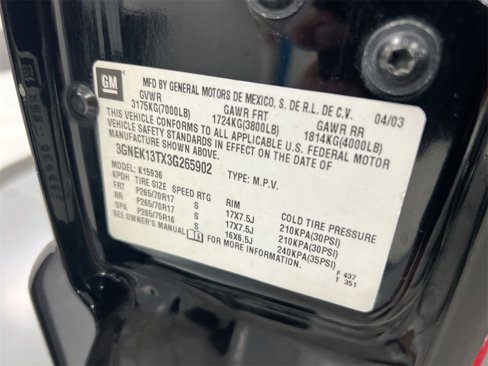 GM
MFD BY GENERAL MOTORS DE MEXICO, S. DE R.L. DE C.V. 04/03
GVWR GAWR FRT GAWR RR
3175KG(7000LB) 1724KG(3800LB) 1814KG(4000LB)
THIS VEHICLE CONFORMS TO ALL APPLICABLE U.S. FEDERAL MOTOR
VEHICLE SAFETY STANDARDS IN EFFECT ON THE DATE OF
MANUFACTURE SHOWN ABOVE.
3GNEK13TX3G265902 TYPE: M.P.V.
MODEL: K15936
KPDH TIRE SIZE SPEED RTG RIM COLD TIRE PRESSURE
FRT P265/70R17 S 17X7.5J 210KPA(30PSI)
RR P265/70R17 S 17X7.5J 210KPA(30PSI)
SPA P265/75R16 S 16X6.5J 240KPA(35PSI)
SEE OWNER'S MANUAL FOR MORE INFORMATION.
F 437
T 351